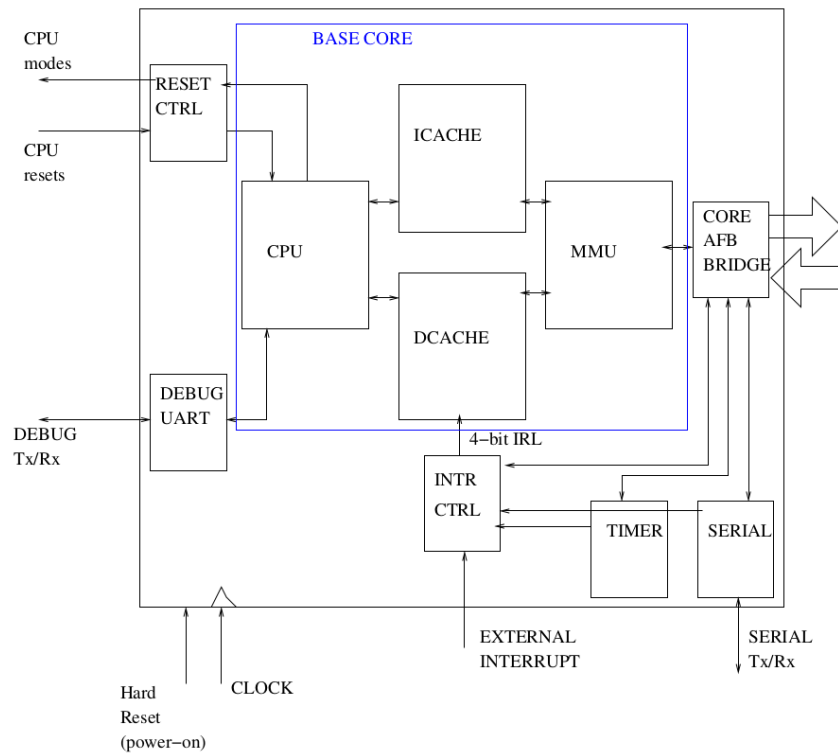 CPU
modes
BASE CORE
RESET
CTRL
CPU
resets
ICACHE
CPU
MMU
CORE
AFB
BRIDGE
DCACHE
DEBUG
UART
DEBUG
Tx/Rx
4-bit IRL
INTR
CTRL
TIMER
SERIAL
EXTERNAL
INTERRUPT
SERIAL
Tx/Rx
CLOCK
Hard
Reset
(power-on)